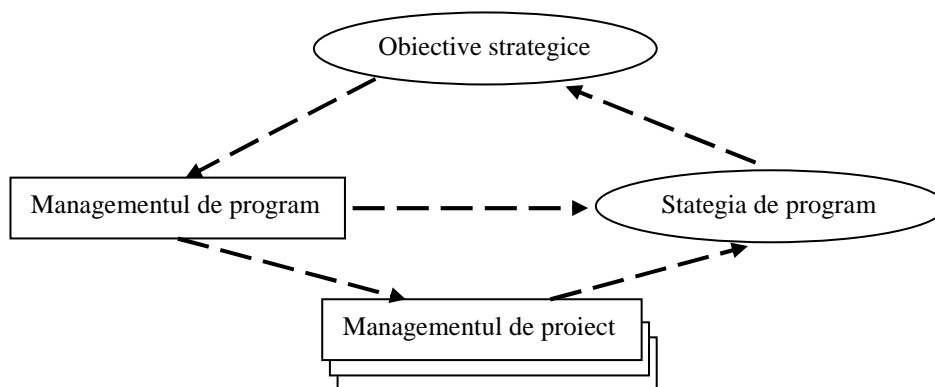 Obiective strategice
Managementul de program
Stategia de program
Managementul de proiect